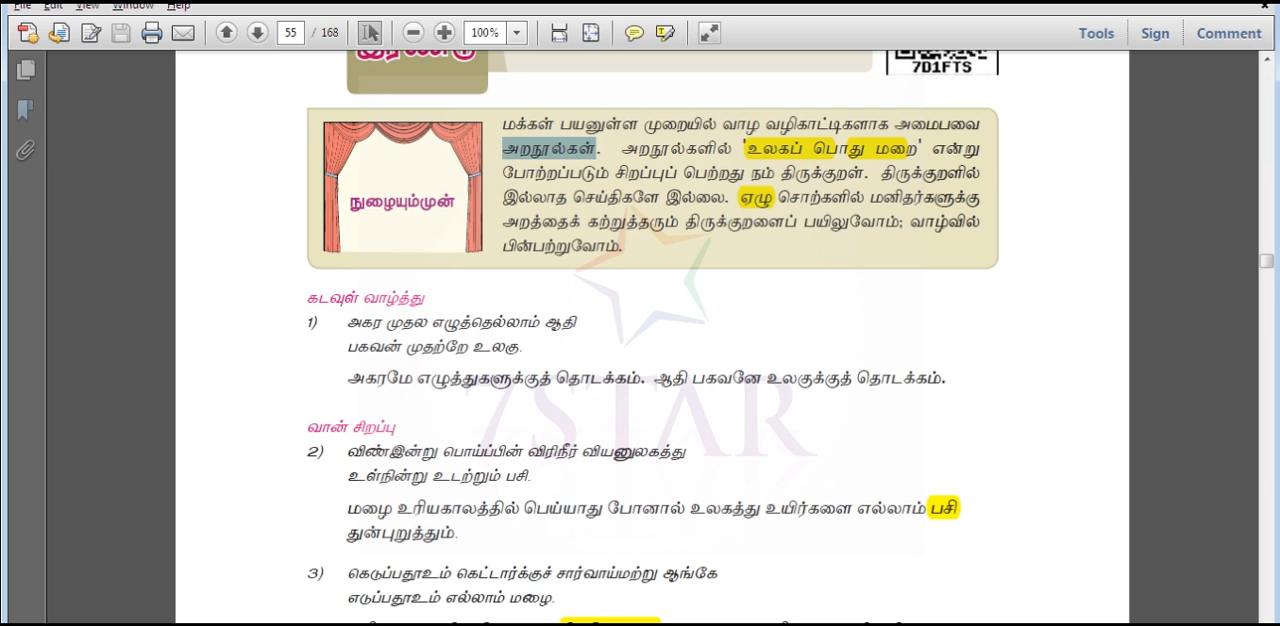 File Edit View Window Help
55 / 168
100%
Tools Sign Comment
இரண்டு
7D1FTS
நுழையும்முன்
மக்கள் பயனுள்ள முறையில் வாழ வழிகாட்டிகளாக அமைபவை
அறநூல்கள். அறநூல்களில் 'உலகப் பொது மறை' என்று
போற்றப்படும் சிறப்புப் பெற்றது நம் திருக்குறள். திருக்குறளில்
இல்லாத செய்திகளே இல்லை. ஏழு சொற்களில் மனிதர்களுக்கு
அறத்தைக் கற்றுத்தரும் திருக்குறளைப் பயிலுவோம்; வாழ்வில்
பின்பற்றுவோம்.
கடவுள் வாழ்த்து
1) அகர முதல எழுத்தெல்லாம் ஆதி
பகவன் முதற்றே உலகு.
அகரமே எழுத்துகளுக்குத் தொடக்கம். ஆதி பகவனே உலகுக்குத் தொடக்கம்.
7STAR
வான் சிறப்பு
2) விண்இன்று பொய்ப்பின் விரிநீர் வியனுலகத்து
உள்நின்று உடற்றும் பசி.
மழை உரியகாலத்தில் பெய்யாது போனால் உலகத்து உயிர்களை எல்லாம் பசி
துன்புறுத்தும்.
3) கெடுப்பதூஉம் கெட்டார்க்குச் சார்வாய்மற்று ஆங்கே
எடுப்பதூஉம் எல்லாம் மழை.